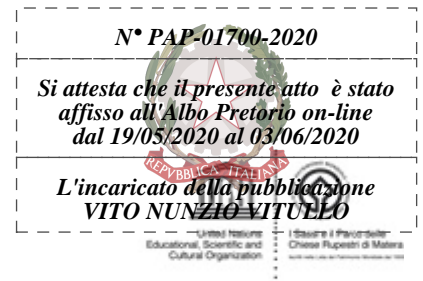 N° PAP-01700-2020
Si attesta che il presente atto è stato
affisso all'Albo Pretorio on-line
dal 19/05/2020 al 03/06/2020
REPVBBLICA ITALIANA
L'incaricato della pubblicazione
VITO NUNZIO VITULLO
United Nations
Educational, Scientific and
Cultural Organization
I Sassi e il Parco delle
Chiese Rupestri di Matera